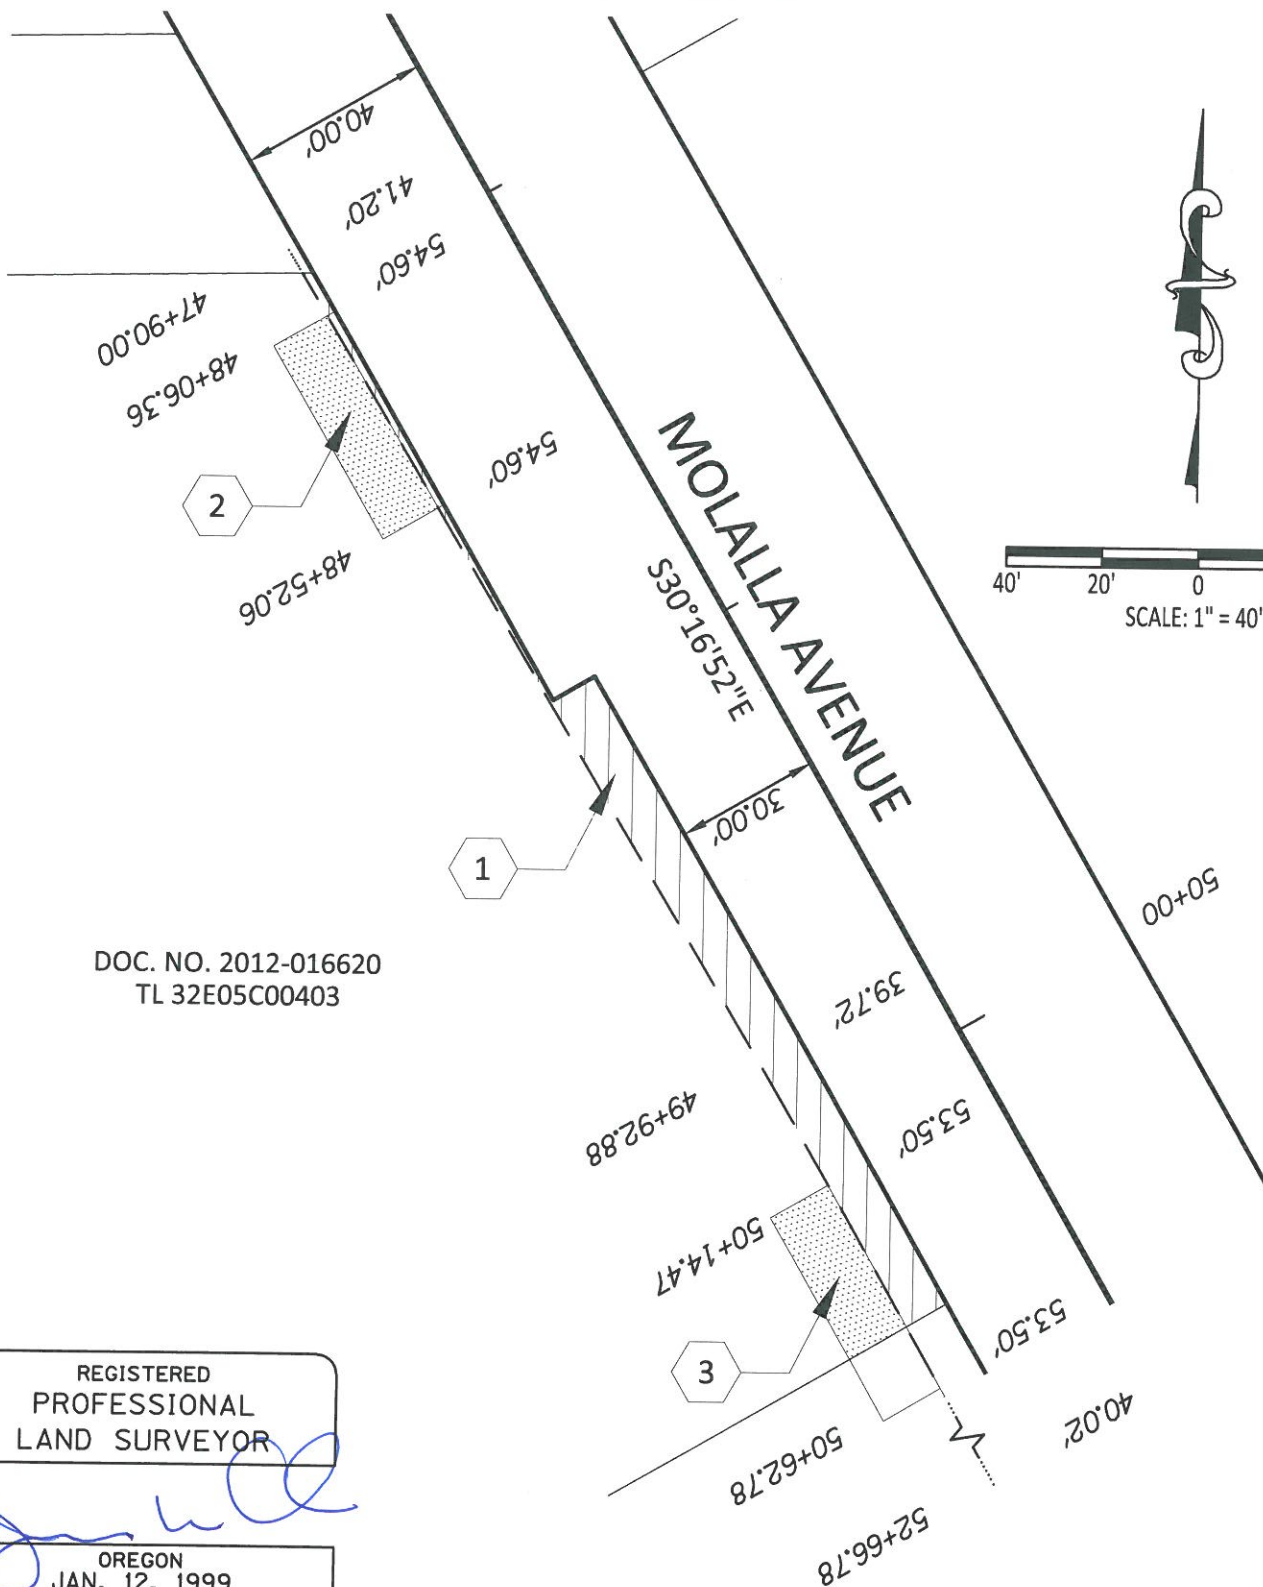 40.00'
41.20'
54.60'
47+90.00
48+06.36
2
54.60'
48+52.06
MOLALLA AVENUE
S30°16'52"E
40' 20' 0
SCALE: 1" = 40'
30.00'
1
50+00
DOC. NO. 2012-016620
TL 32E05C00403
39.72'
49+92.88
53.50'
50+14.47
3
53.50'
40.02'
50+62.78
52+66.78
REGISTERED
PROFESSIONAL
LAND SURVEYOR
OREGON
JAN. 12, 1999